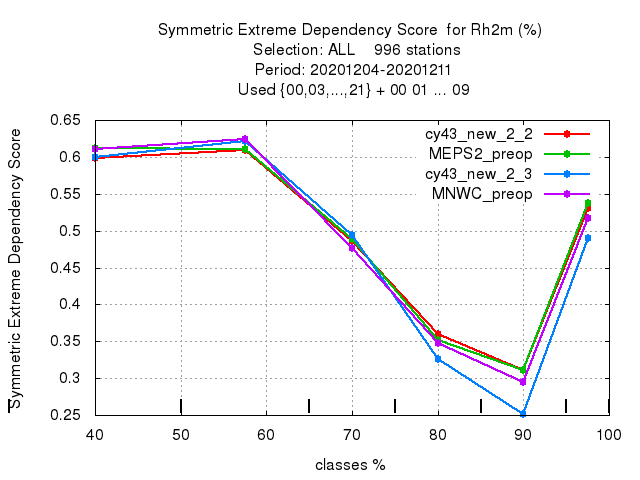 Symmetric Extreme Dependency Score for Rh2m (%)
Selection: ALL 996 stations
Period: 20201204-20201211
Used {00,03,...,21} + 00 01 ... 09
Symmetric Extreme Dependency Score
0.65
0.6
0.55
0.5
0.45
0.4
0.35
0.3
0.25
cy43_new_2_2
MEPS2_preop
cy43_new_2_3
MNWC_preop
40 50 60 70 80 90 100
classes %